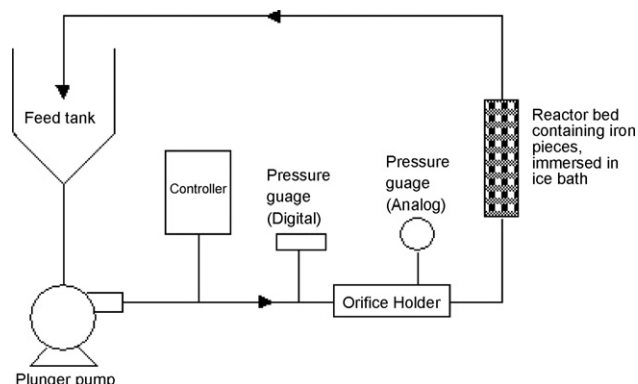 Feed tank
Controller
Pressure
guage
(Digital)
Pressure
guage
(Analog)
Reactor bed
containing iron
pieces,
immersed in
ice bath
Orifice Holder
Plunger pump